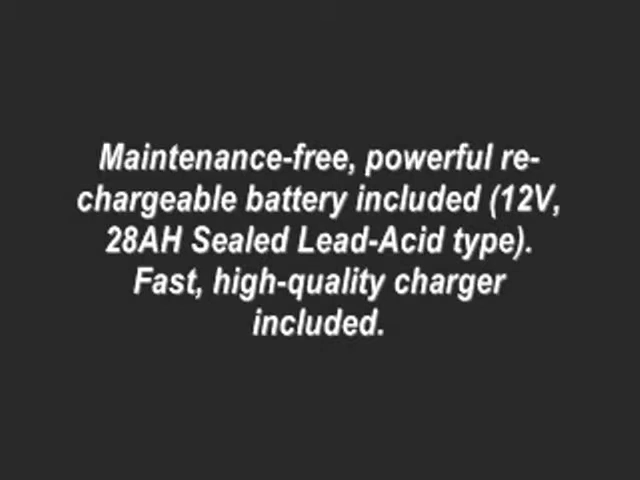 Maintenance-free, powerful re-
chargeable battery included (12V,
28AH Sealed Lead-Acid type).
Fast, high-quality charger
included.